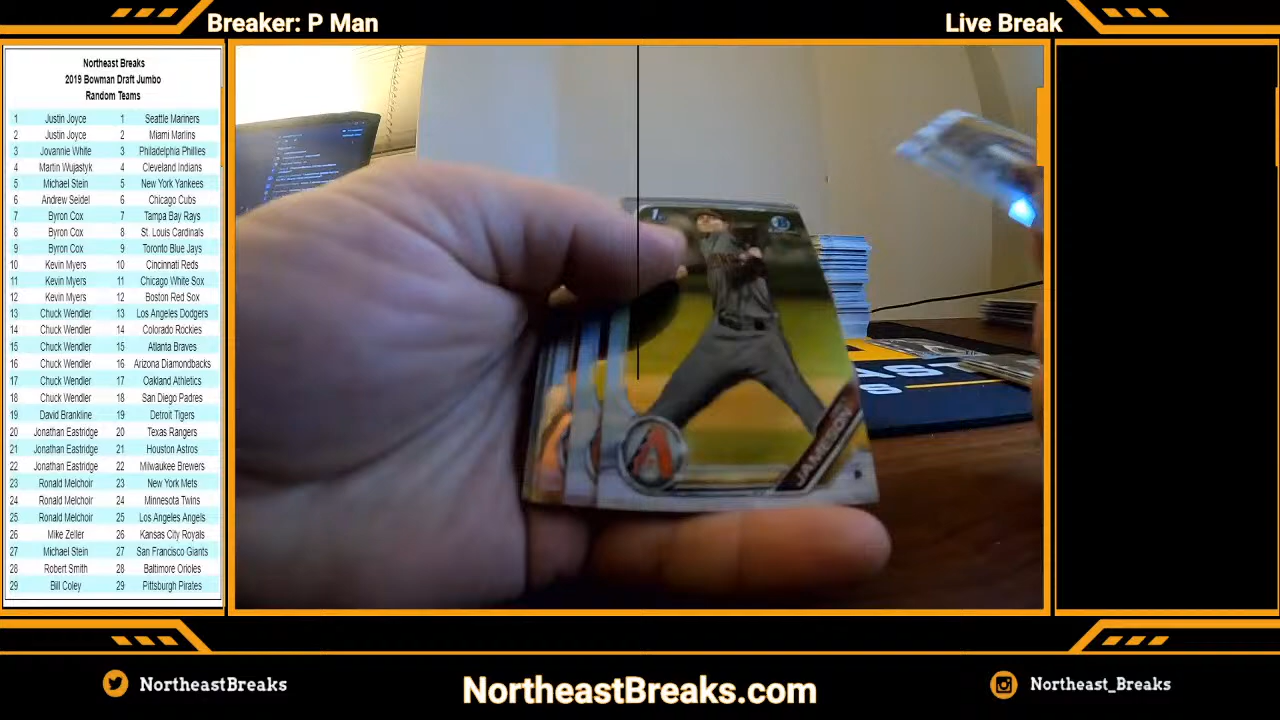 Breaker: P Man
Live Break
Northeast Breaks
2019 Bowman Draft Jumbo
Random Teams
1 Justin Joyce 1 Seattle Mariners
2 Justin Joyce 2 Miami Marlins
3 Jovannie White 3 Philadelphia Phillies
4 Martin Wujastyk 4 Cleveland Indians
5 Michael Stein 5 New York Yankees
6 Andrew Seidel 6 Chicago Cubs
7 Byron Cox 7 Tampa Bay Rays
8 Byron Cox 8 St. Louis Cardinals
9 Byron Cox 9 Toronto Blue Jays
10 Kevin Myers 10 Cincinnati Reds
11 Kevin Myers 11 Chicago White Sox
12 Kevin Myers 12 Boston Red Sox
13 Chuck Wendler 13 Los Angeles Dodgers
14 Chuck Wendler 14 Colorado Rockies
15 Chuck Wendler 15 Atlanta Braves
16 Chuck Wendler 16 Arizona Diamondbacks
17 Chuck Wendler 17 Oakland Athletics
18 Chuck Wendler 18 San Diego Padres
19 David Brankline 19 Detroit Tigers
20 Jonathan Eastridge 20 Texas Rangers
21 Jonathan Eastridge 21 Houston Astros
22 Jonathan Eastridge 22 Milwaukee Brewers
23 Ronald Melchoir 23 New York Mets
24 Ronald Melchoir 24 Minnesota Twins
25 Ronald Melchoir 25 Los Angeles Angels
26 Mike Zeller 26 Kansas City Royals
27 Michael Stein 27 San Francisco Giants
28 Robert Smith 28 Baltimore Orioles
29 Bill Coley 29 Pittsburgh Pirates
JAMESON
NortheastBreaks
NortheastBreaks.com
Northeast_Breaks